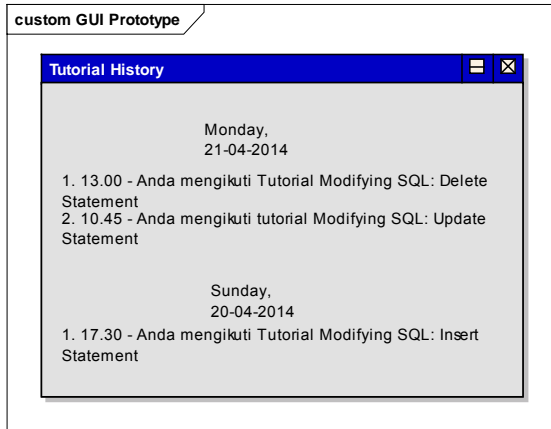 custom GUI Prototype
Tutorial History
Monday,
21-04-2014
1. 13.00 - Anda mengikuti Tutorial Modifying SQL: Delete
Statement
2. 10.45 - Anda mengikuti tutorial Modifying SQL: Update
Statement
Sunday,
20-04-2014
1. 17.30 - Anda mengikuti Tutorial Modifying SQL: Insert
Statement